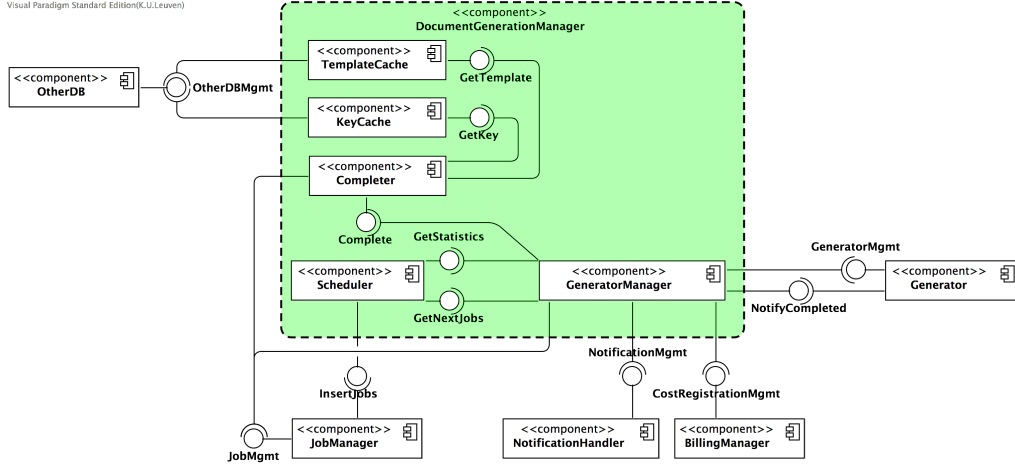 Visual Paradigm Standard Edition(K.U.Leuven)
<<component>>
DocumentGenerationManager
<<component>>
TemplateCache
GetTemplate
<<component>>
OtherDB
OtherDBMgmt
<<component>>
KeyCache
GetKey
<<component>>
Completer
Complete
GetStatistics
<<component>>
Scheduler
<<component>>
GeneratorManager
GetNextJobs
GeneratorMgmt
<<component>>
Generator
NotifyCompleted
NotificationMgmt
InsertJobs
CostRegistrationMgmt
<<component>>
JobManager
JobMgmt
<<component>>
NotificationHandler
<<component>>
BillingManager